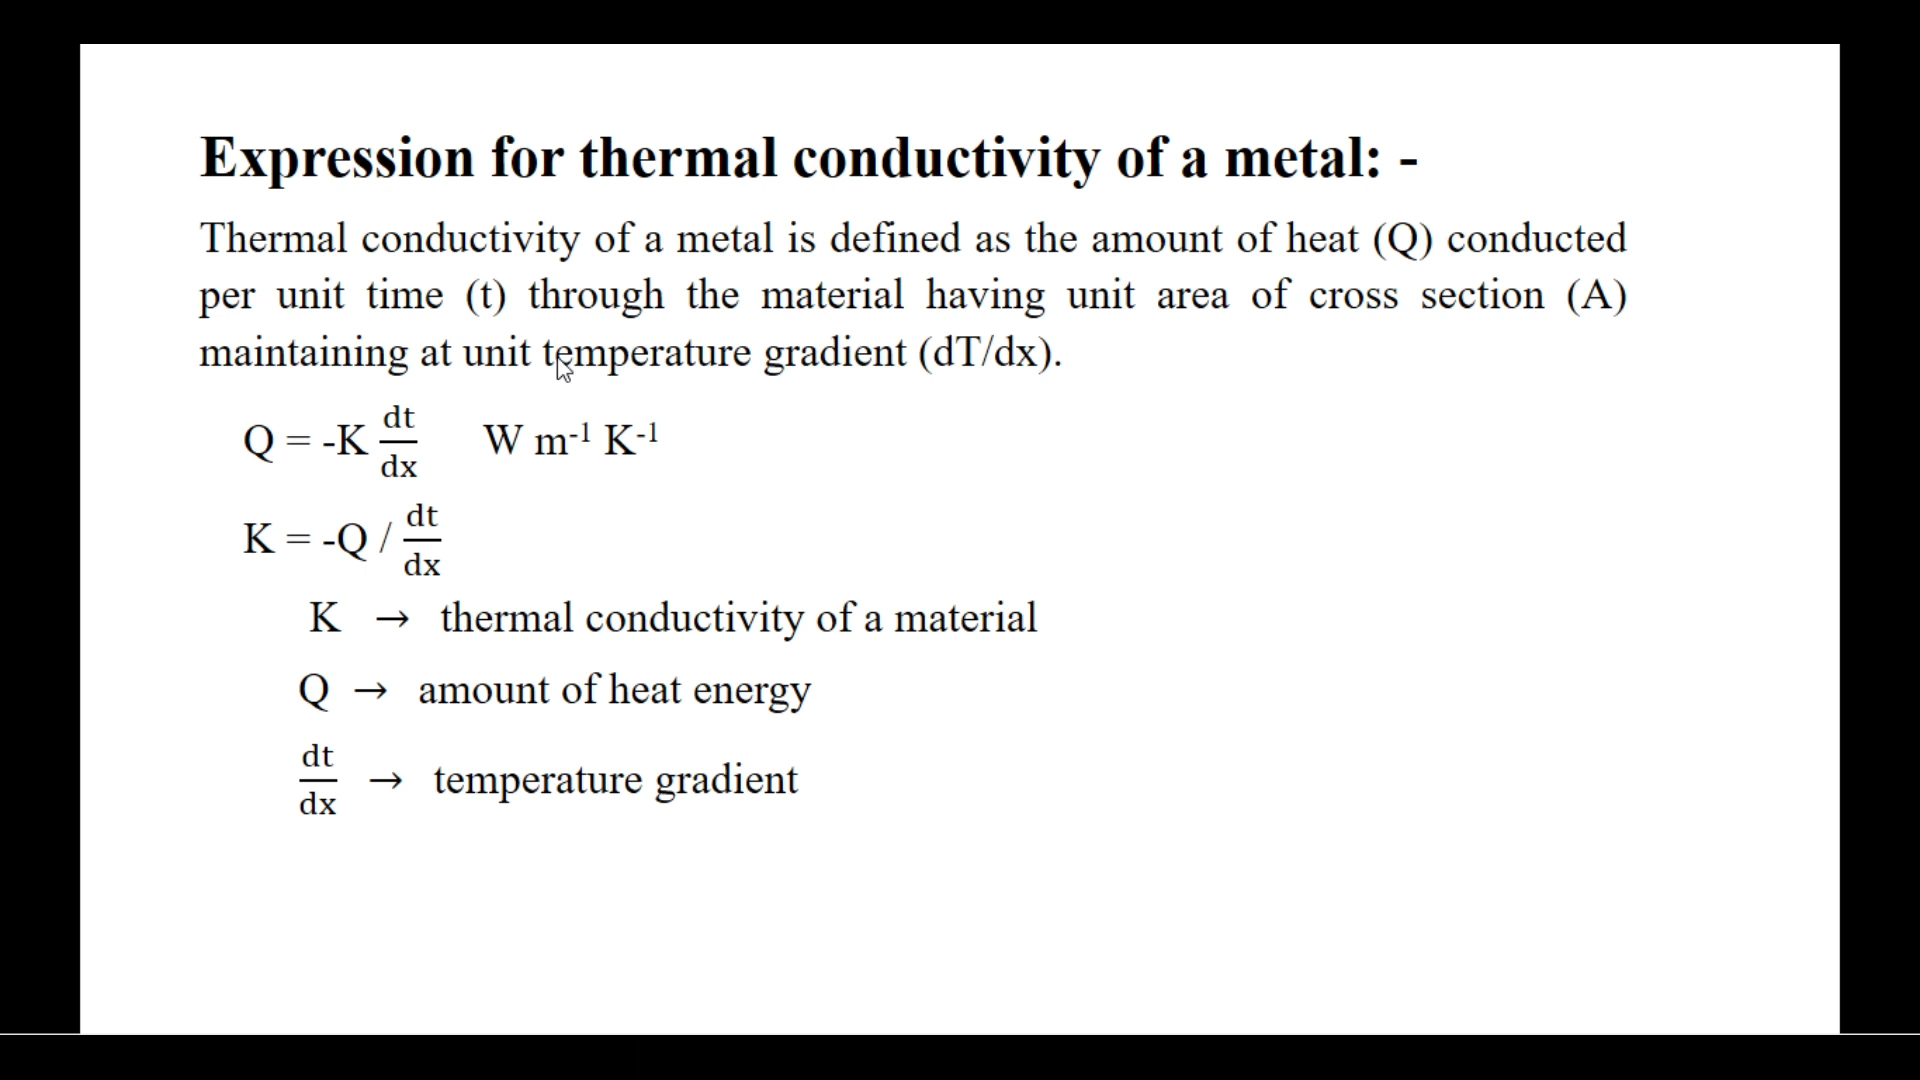 Expression for thermal conductivity of a metal: -
Thermal conductivity of a metal is defined as the amount of heat (Q) conducted
per unit time (t) through the material having unit area of cross section (A)
maintaining at unit temperature gradient (dT/dx).
Q = -K dt/dx W m⁻¹ K⁻¹
K = -Q / dt/dx
K → thermal conductivity of a material
Q → amount of heat energy
dt/dx → temperature gradient